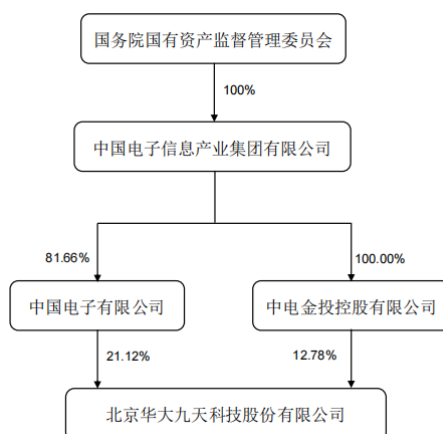 国务院国有资产监督管理委员会
100%
中国电子信息产业集团有限公司
81.66%
100.00%
中国电子有限公司
中电金投控股有限公司
21.12%
12.78%
北京华大九天科技股份有限公司